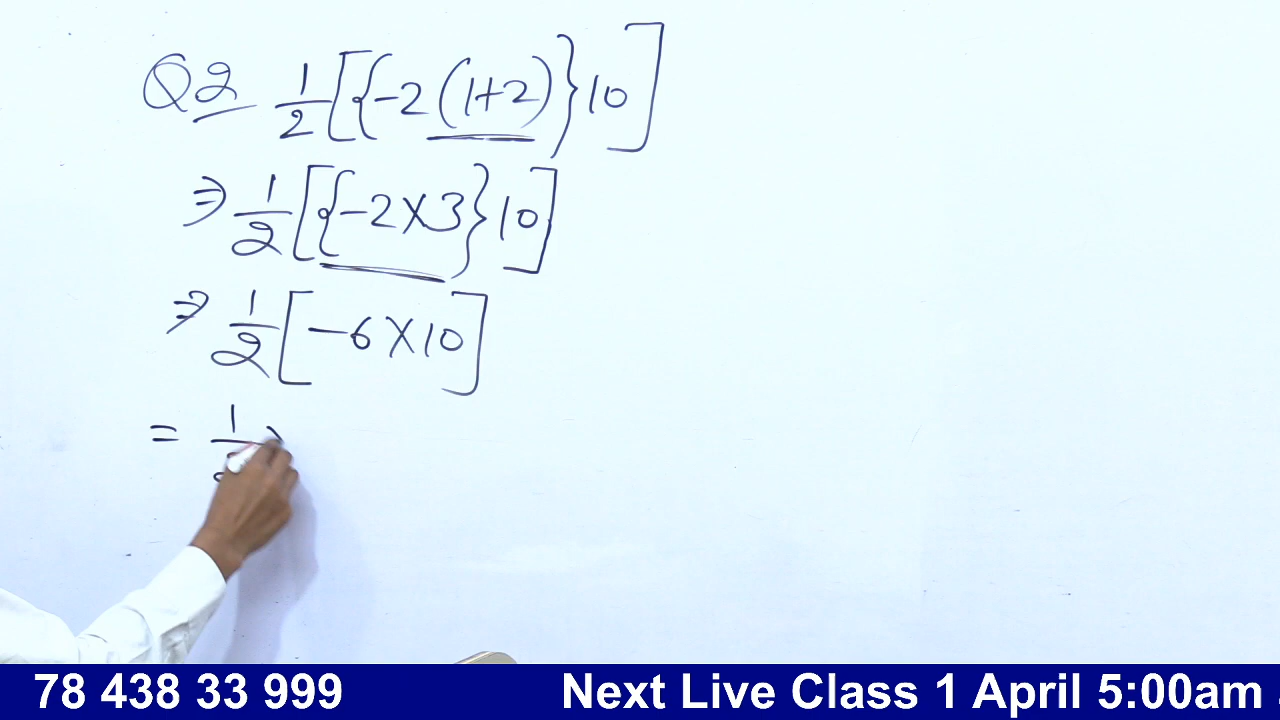 Q2 1/2[{-2(1+2)}10]
⇒ 1/2[{-2×3}10]
⇒ 1/2[-6×10]
= 1
78 438 33 999 Next Live Class 1 April 5:00am